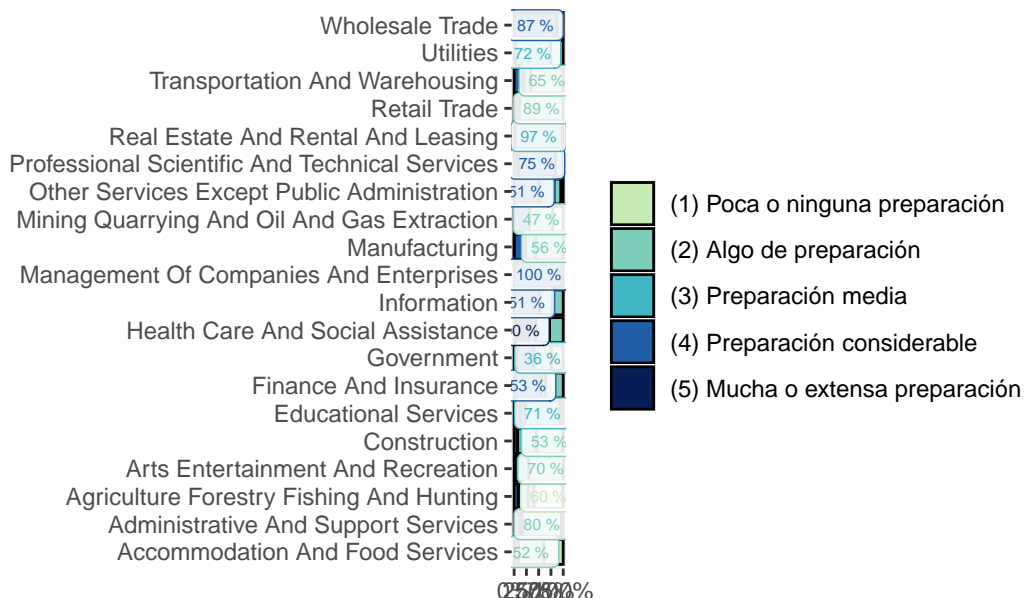 Wholesale Trade 87 %
Utilities 72 %
Transportation And Warehousing 65 %
Retail Trade 89 %
Real Estate And Rental And Leasing 97 %
Professional Scientific And Technical Services 75 %
Other Services Except Public Administration 51 %
Mining Quarrying And Oil And Gas Extraction 47 %
Manufacturing 56 %
Management Of Companies And Enterprises 100 %
Information 51 %
Health Care And Social Assistance 0 %
Government 36 %
Finance And Insurance 53 %
Educational Services 71 %
Construction 53 %
Arts Entertainment And Recreation 70 %
Agriculture Forestry Fishing And Hunting 60 %
Administrative And Support Services 80 %
Accommodation And Food Services 52 %
(1) Poca o ninguna preparación
(2) Algo de preparación
(3) Preparación media
(4) Preparación considerable
(5) Mucha o extensa preparación